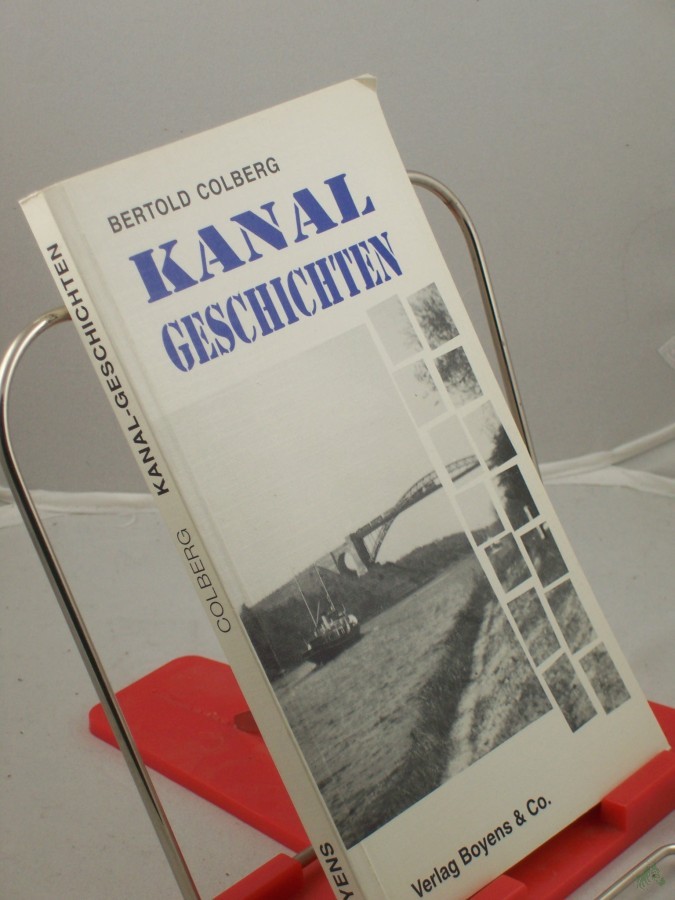 BERTOLD COLBERG
KANAL
GESCHICHTEN
Verlag Boyens & Co.
KANAL-GESCHICHTEN
COLBERG
YENS